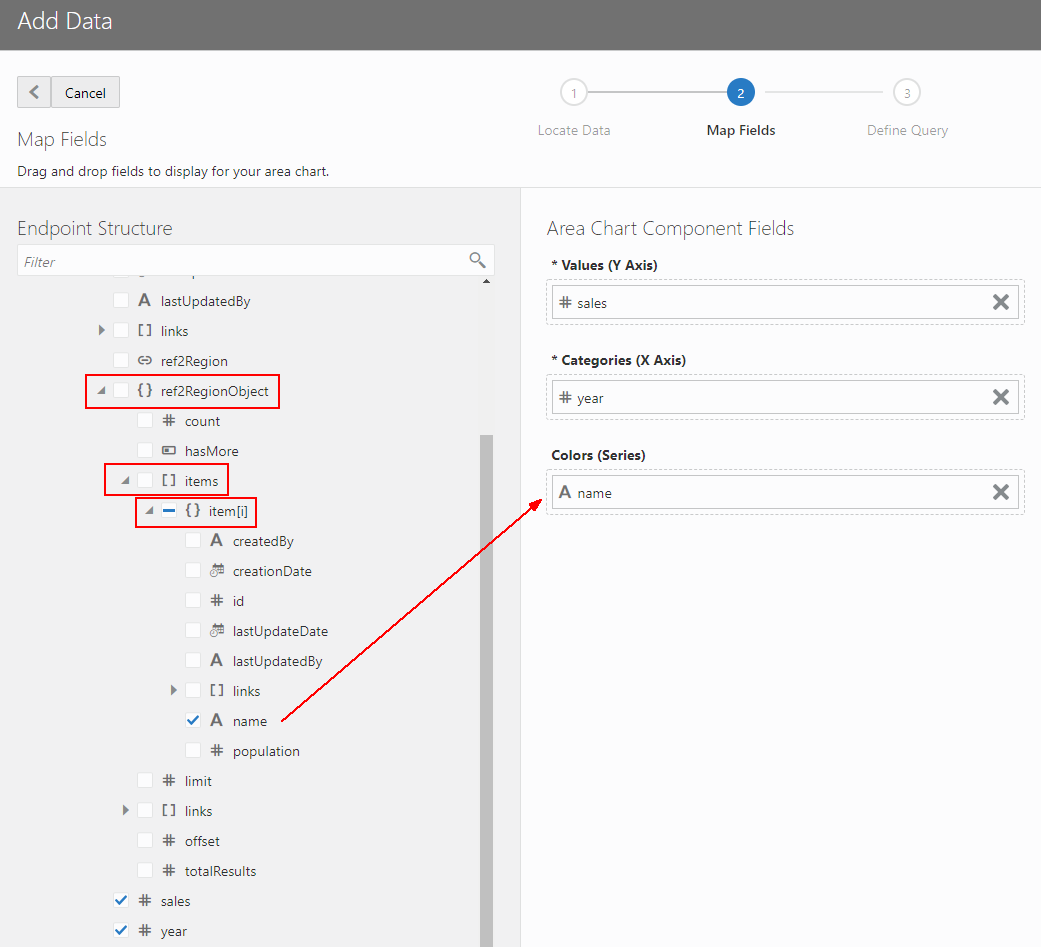 Add Data
Cancel
1
2
3
Locate Data
Map Fields
Define Query
Map Fields
Drag and drop fields to display for your area chart.
Endpoint Structure
Filter
lastUpdatedBy
[ ] links
ref2Region
{ } ref2RegionObject
# count
hasMore
[ ] items
{ } item[i]
A createdBy
creationDate
# id
lastUpdateDate
A lastUpdatedBy
[ ] links
A name
# population
# limit
[ ] links
# offset
# totalResults
# sales
# year
Area Chart Component Fields
* Values (Y Axis)
# sales
* Categories (X Axis)
# year
Colors (Series)
A name